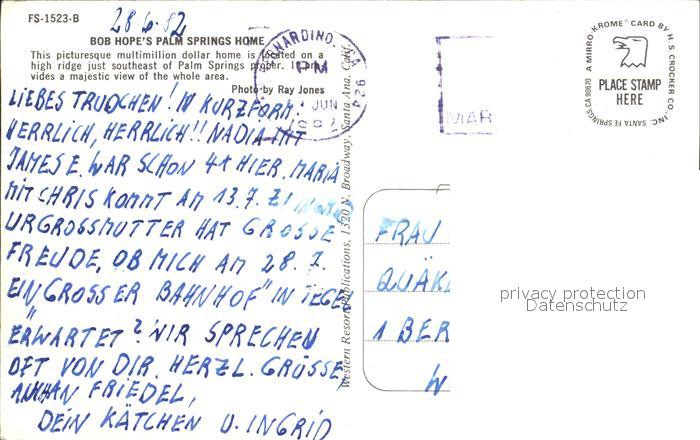 FS-1523-B
28.6.82
BOB HOPE'S PALM SPRINGS HOME
This picturesque multimillion dollar home is located on a
high ridge just southeast of Palm Springs proper. It pro-
vides a majestic view of the whole area.
Photo by Ray Jones
LIEBES TRUDCHEN! IN KURZFORM,
HERRLICH, HERRLICH!! NADIA MIT
JAMES E. WAR SCHON 4X HIER. MARIA
MIT CHRIS KOMMT AM 13.7.
URGROSSMUTTER HAT GROSSE
FREUDE, OB MICH AM 28.7.
EIN "GROSSER BAHNHOF" IN TEGEL
ERWARTET? WIR SPRECHEN
OFT VON DIR. HERZL. GRÜSSE
AN FRIEDEL,
DEIN KÄTCHEN U. INGRID
Western Resort Publications, 1320 N. Broadway, Santa Ana, Calif.
BERNARDINO, CA 924
PM
JUN
MAR
A MIRRO-KROME® CARD BY H. S. CROCKER CO., INC. SANTA FE SPRINGS, CA 90670
PLACE STAMP
HERE
FRAU
QUÄK
1 BER
W
privacy protection
Datenschutz